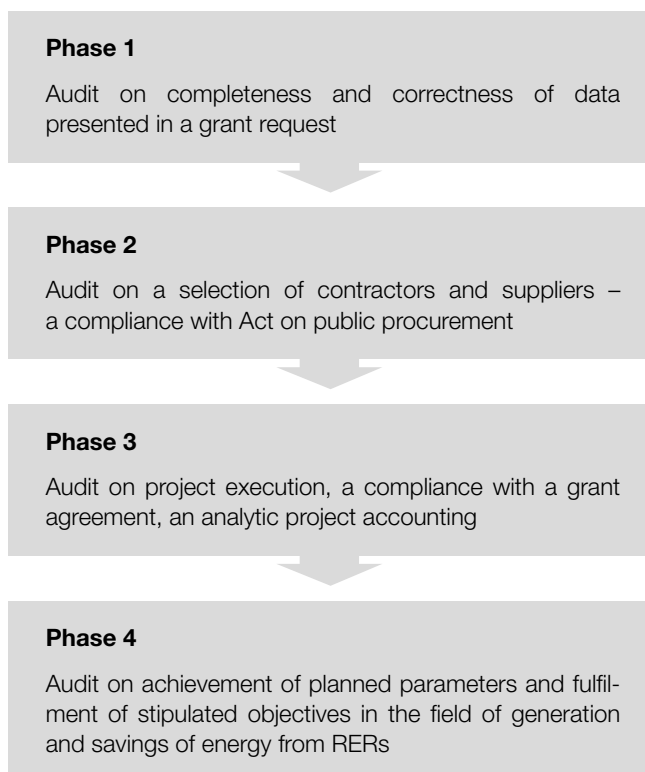 Phase 1
Audit on completeness and correctness of data
presented in a grant request
Phase 2
Audit on a selection of contractors and suppliers –
a compliance with Act on public procurement
Phase 3
Audit on project execution, a compliance with a grant
agreement, an analytic project accounting
Phase 4
Audit on achievement of planned parameters and fulfil-
ment of stipulated objectives in the field of generation
and savings of energy from RERs